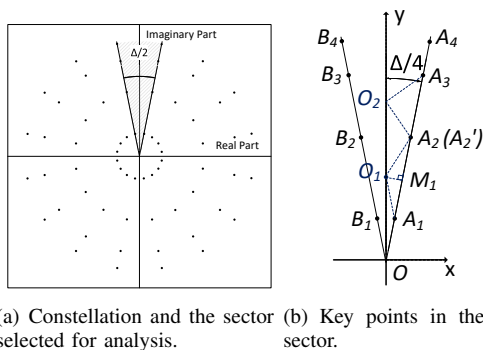 Imaginary Part
Δ/2
Real Part
y
B4
A4
Δ/4
B3
A3
O2
B2
A2 (A2')
O1
M1
B1
A1
O
x
(a) Constellation and the sector
selected for analysis.
(b) Key points in the
sector.